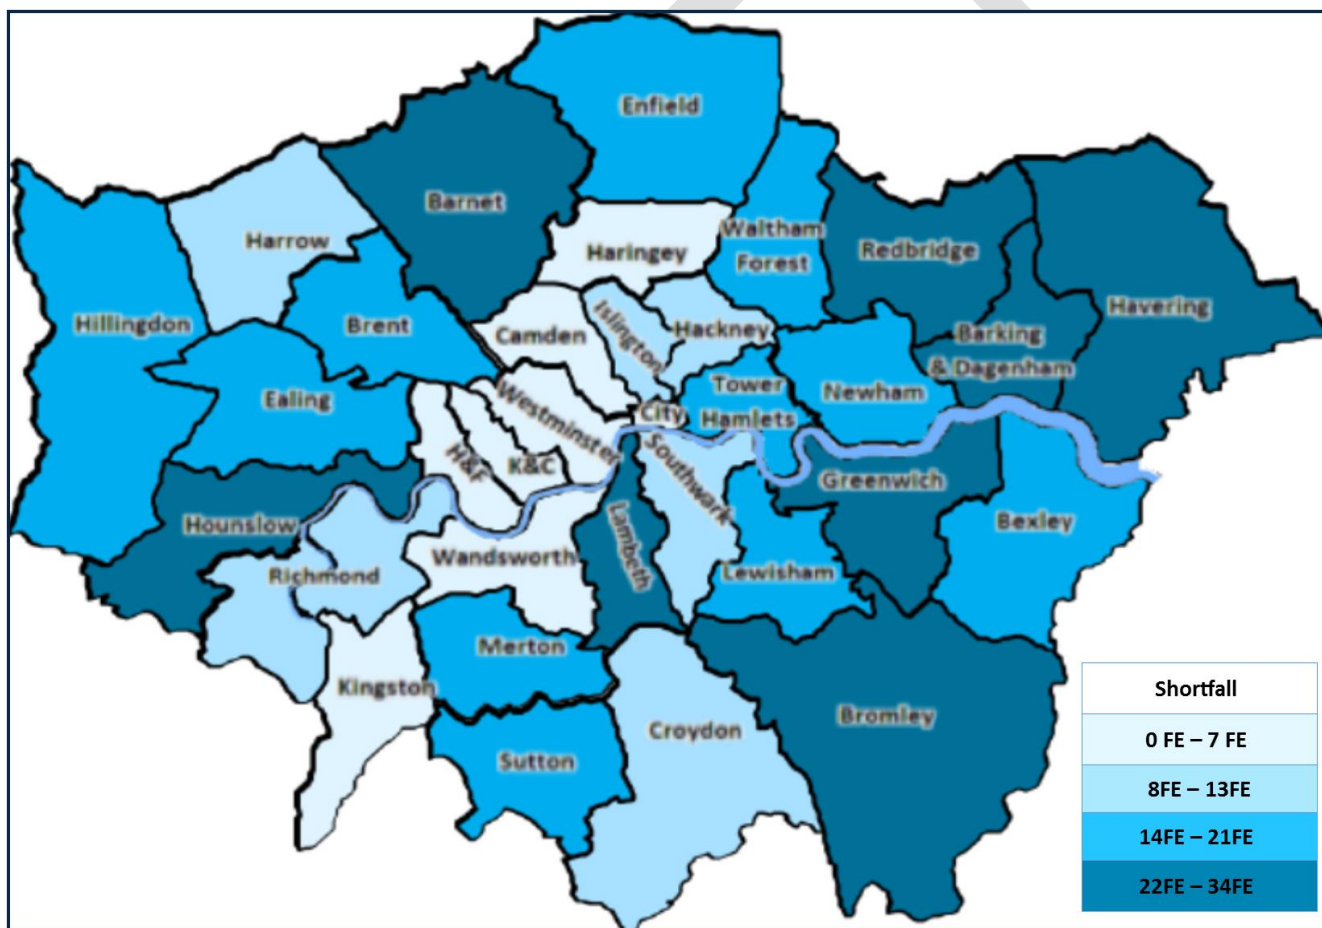 Enfield
Barnet
Harrow
Haringey
Waltham
Forest
Redbridge
Havering
Hillingdon
Brent
Camden
Islington
Hackney
Barking
& Dagenham
Ealing
Westminster
City
Tower
Hamlets
Newham
H&F
K&C
Southwark
Greenwich
Hounslow
Bexley
Richmond
Wandsworth
Lambeth
Lewisham
Merton
Kingston
Sutton
Croydon
Bromley
Shortfall
0 FE – 7 FE
8FE – 13FE
14FE – 21FE
22FE – 34FE